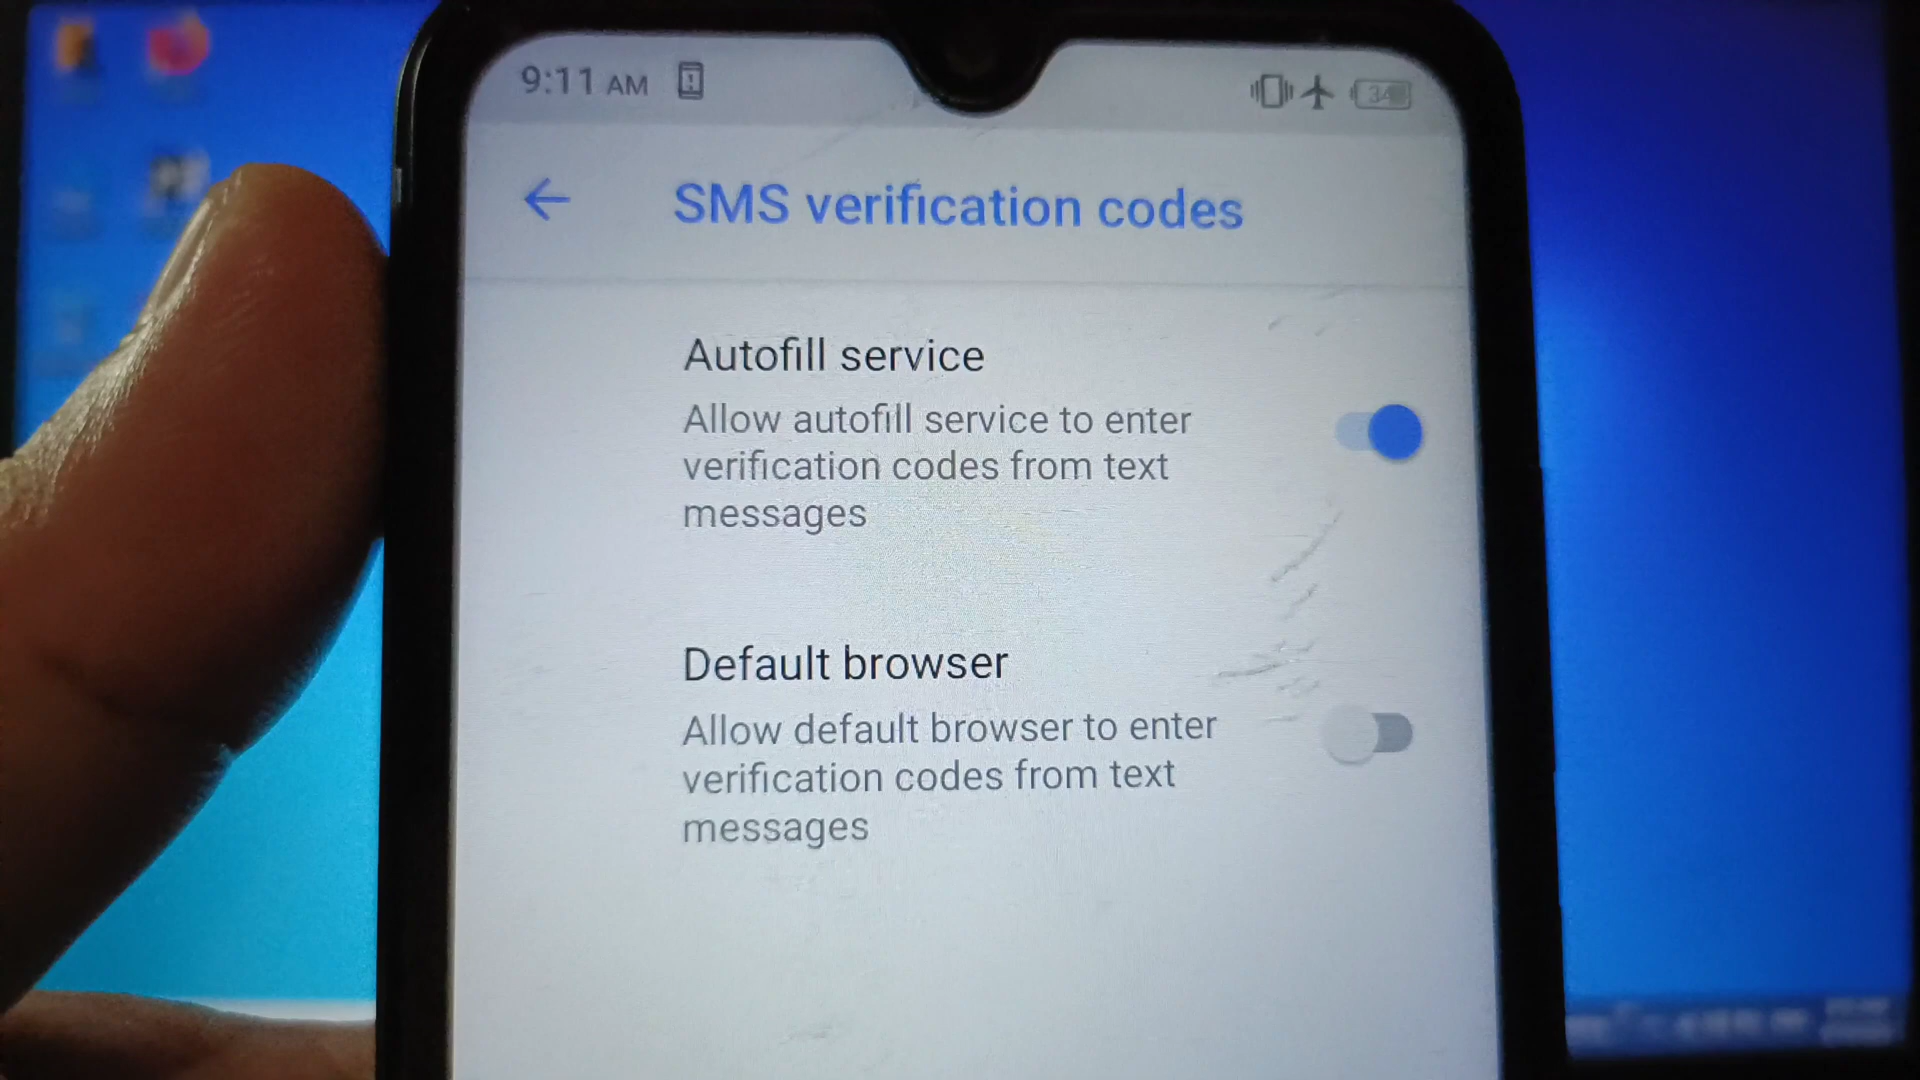 9:11 AM
34
SMS verification codes
Autofill service
Allow autofill service to enter
verification codes from text
messages
Default browser
Allow default browser to enter
verification codes from text
messages